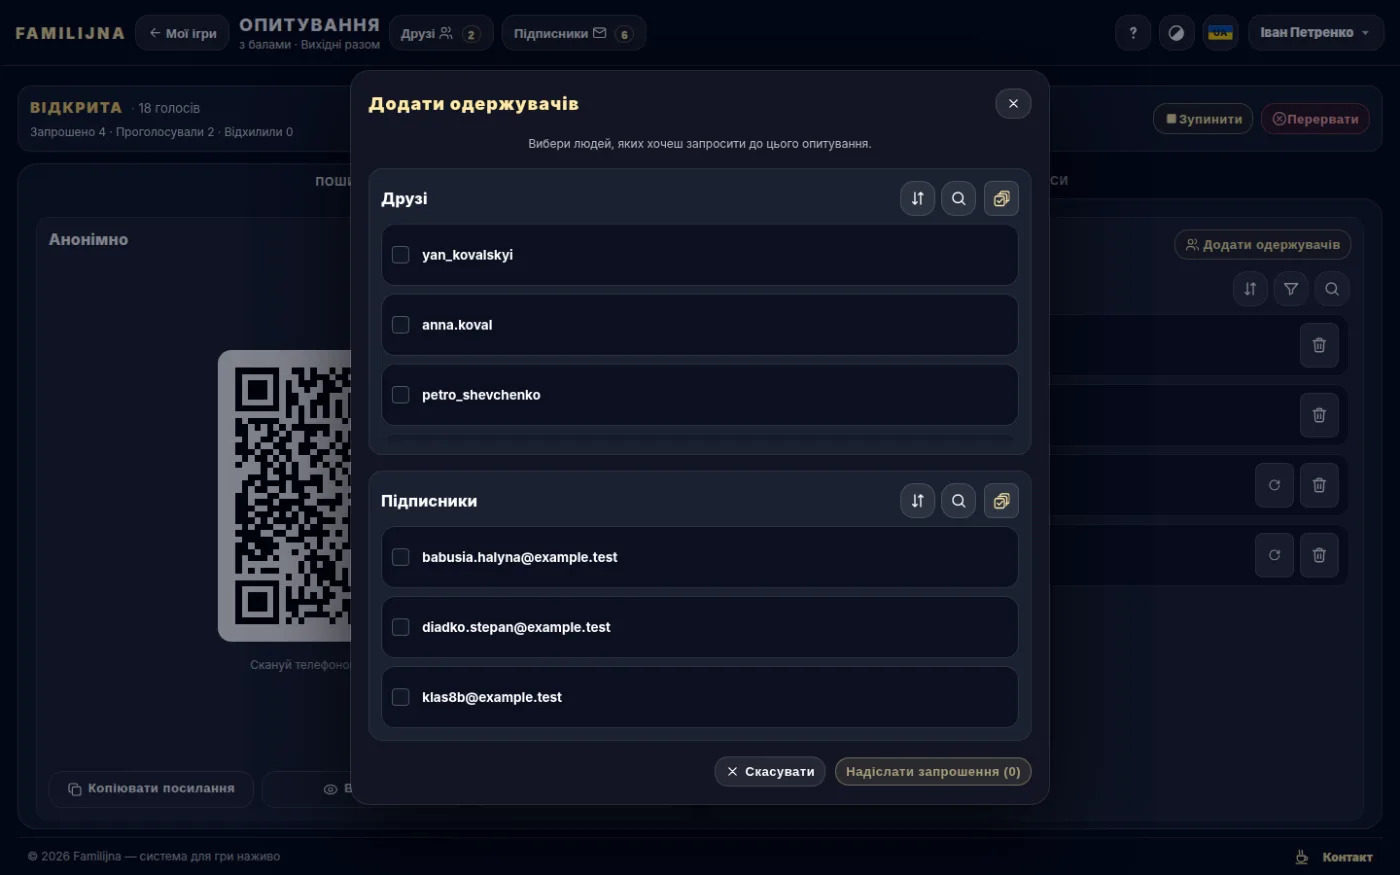 FAMILIJNA
Мої ігри
ОПИТУВАННЯ
з балами · Вихідні разом
Друзі 2
Підписники 6
?
UA
Іван Петренко
ВІДКРИТА · 18 голосів
Запрошено 4 · Проголосували 2 · Відхилили 0
Зупинити
Перервати
Анонімно
Додати одержувачів
Скануй
Копіювати посилання
Додати одержувачів
Вибери людей, яких хочеш запросити до цього опитування.
Друзі
yan_kovalskyi
anna.koval
petro_shevchenko
Підписники
babusia.halyna@example.test
diadko.stepan@example.test
klas8b@example.test
Скасувати
Надіслати запрошення (0)
© 2026 Familijna — система для гри наживо
Контакт